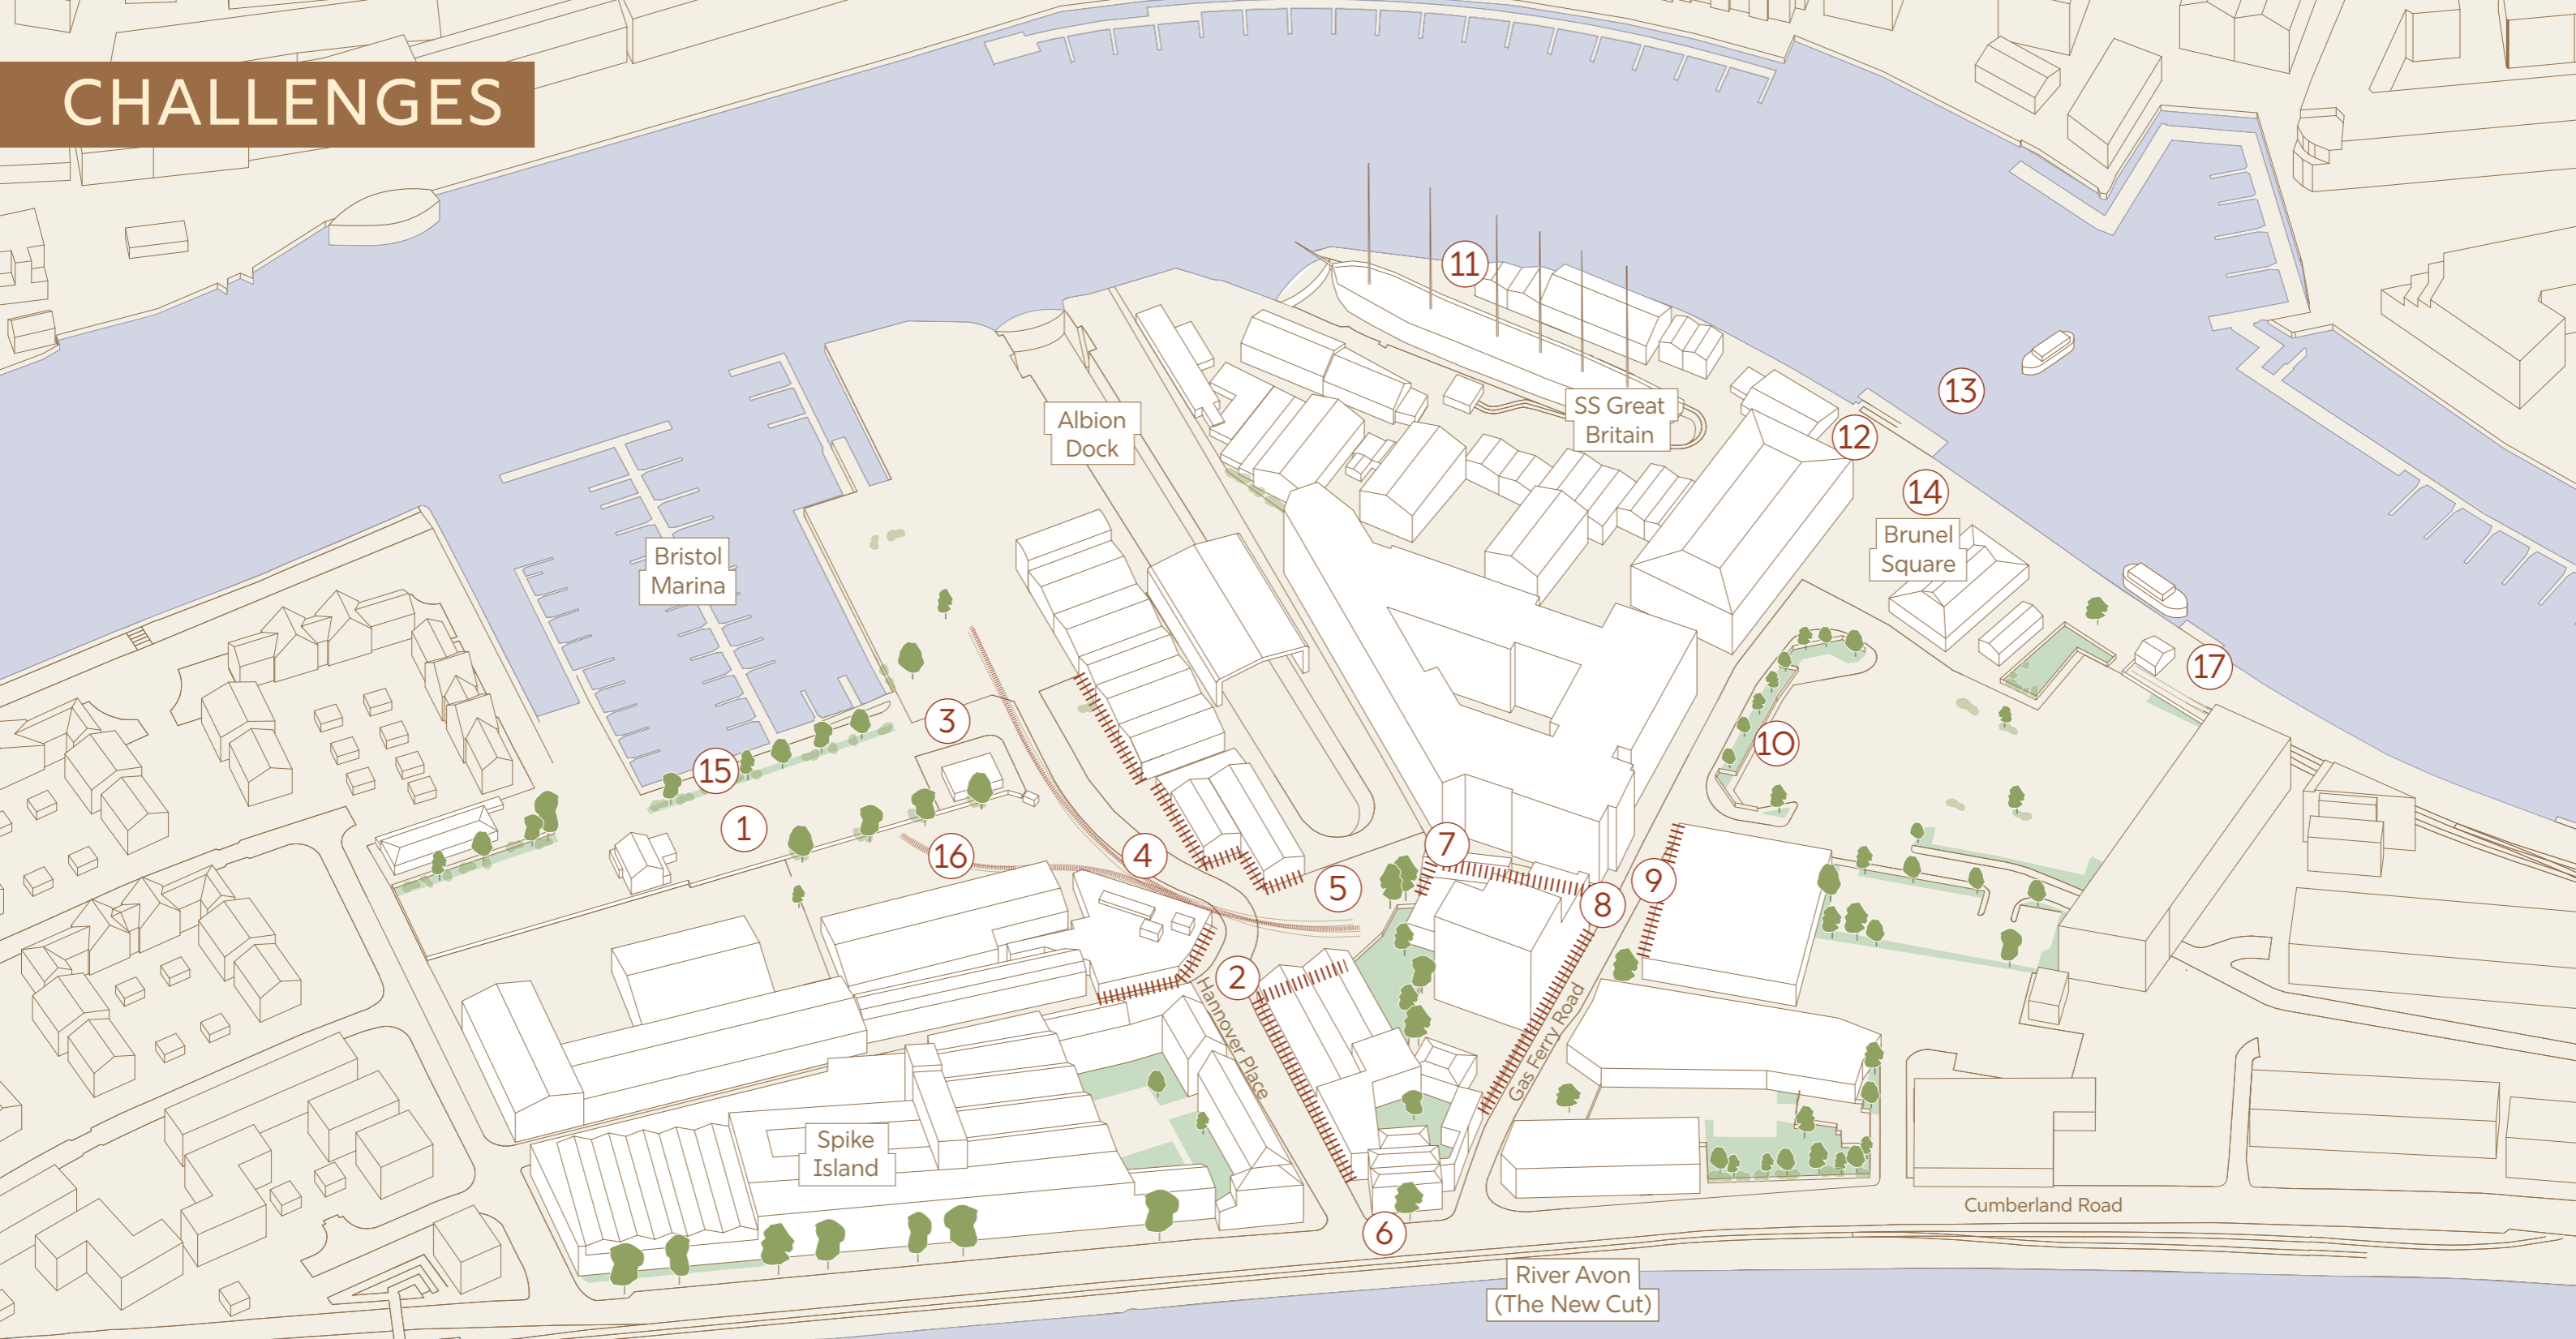 CHALLENGES
11
13
SS Great
Britain
Albion
Dock
12
14
Brunel
Square
Bristol
Marina
17
3
10
15
1
16
4
7
5
9
8
2
Hannover Place
Gas Ferry Road
Spike
Island
Cumberland Road
6
River Avon
(The New Cut)